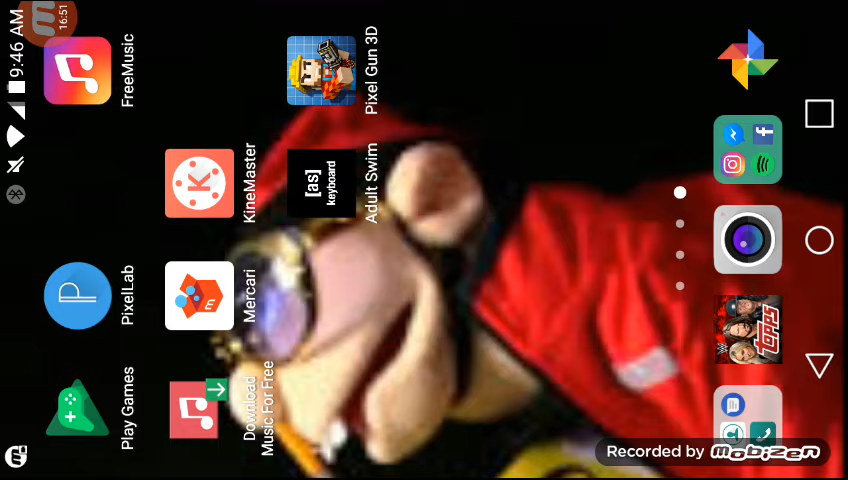 9:46 AM
16:51
Play Games
PixelLab
FreeMusic
Download
Music For Free
Mercari
KineMaster
[as]
keyboard
Adult Swim
Pixel Gun 3D
TOPPS
Recorded by mobizen